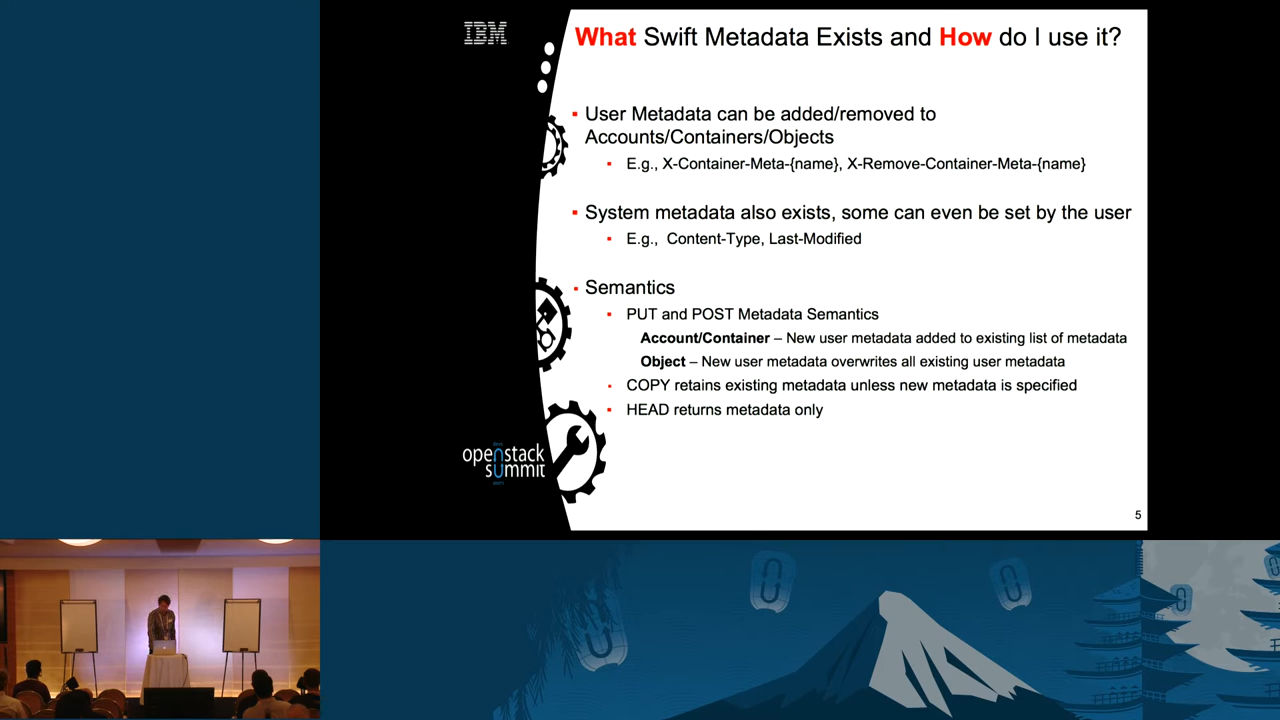 IBM
What Swift Metadata Exists and How do I use it?
User Metadata can be added/removed to
Accounts/Containers/Objects
E.g., X-Container-Meta-{name}, X-Remove-Container-Meta-{name}
System metadata also exists, some can even be set by the user
E.g., Content-Type, Last-Modified
Semantics
PUT and POST Metadata Semantics
Account/Container – New user metadata added to existing list of metadata
Object – New user metadata overwrites all existing user metadata
COPY retains existing metadata unless new metadata is specified
HEAD returns metadata only
openstack
summit
5